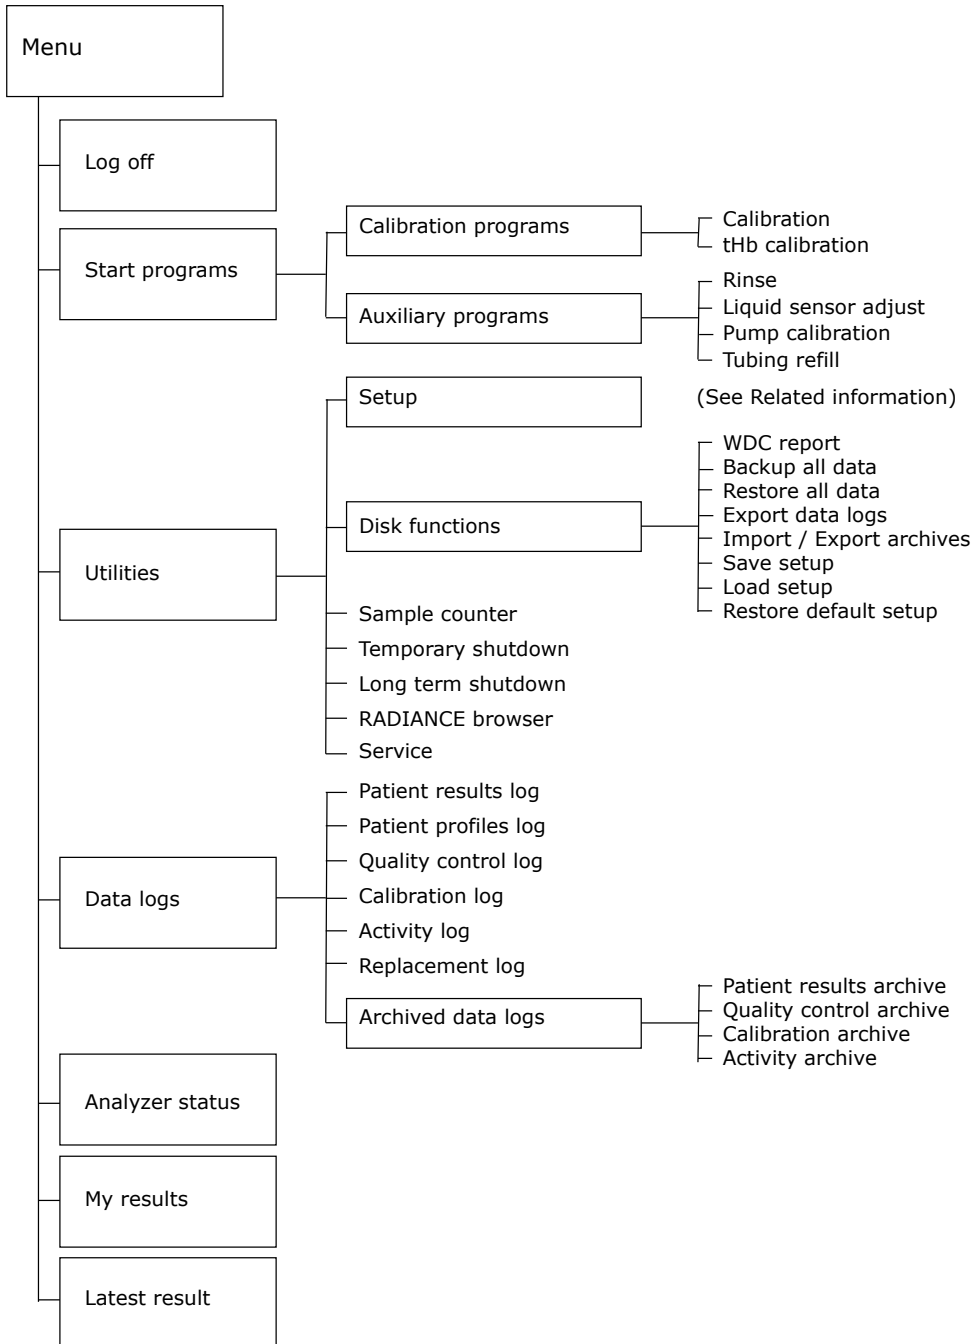 Menu
Log off
Start programs
Calibration programs
Calibration
tHb calibration
Auxiliary programs
Rinse
Liquid sensor adjust
Pump calibration
Tubing refill
Utilities
Setup
(See Related information)
Disk functions
WDC report
Backup all data
Restore all data
Export data logs
Import / Export archives
Save setup
Load setup
Restore default setup
Sample counter
Temporary shutdown
Long term shutdown
RADIANCE browser
Service
Data logs
Patient results log
Patient profiles log
Quality control log
Calibration log
Activity log
Replacement log
Archived data logs
Patient results archive
Quality control archive
Calibration archive
Activity archive
Analyzer status
My results
Latest result